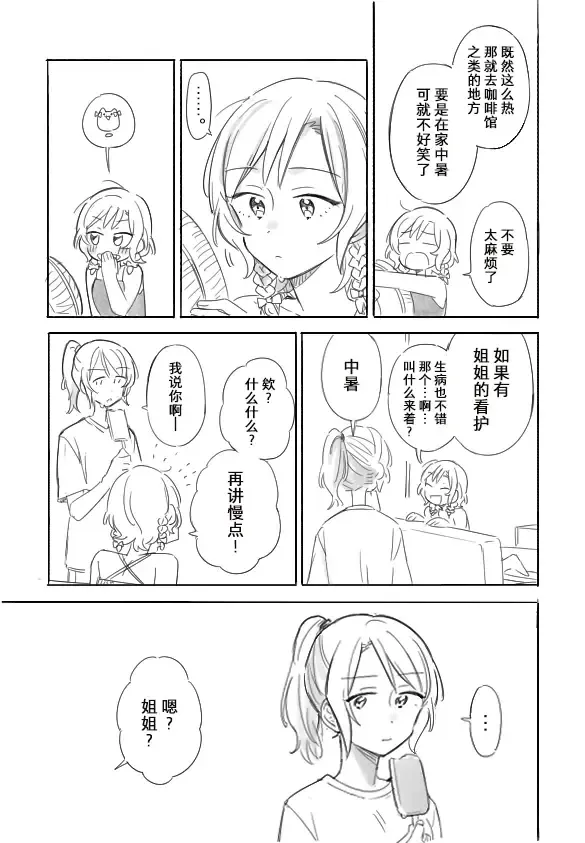 既然这么热
那就去咖啡馆
之类的地方
要是在家中暑
可就不好笑了
不要
太麻烦了
……。
如果有
姐姐的看护
生病也不错
那个…啊…
叫什么来着?
中暑
欸?
什么什么?
再讲慢点!
我说你啊—
…
嗯?
姐姐?